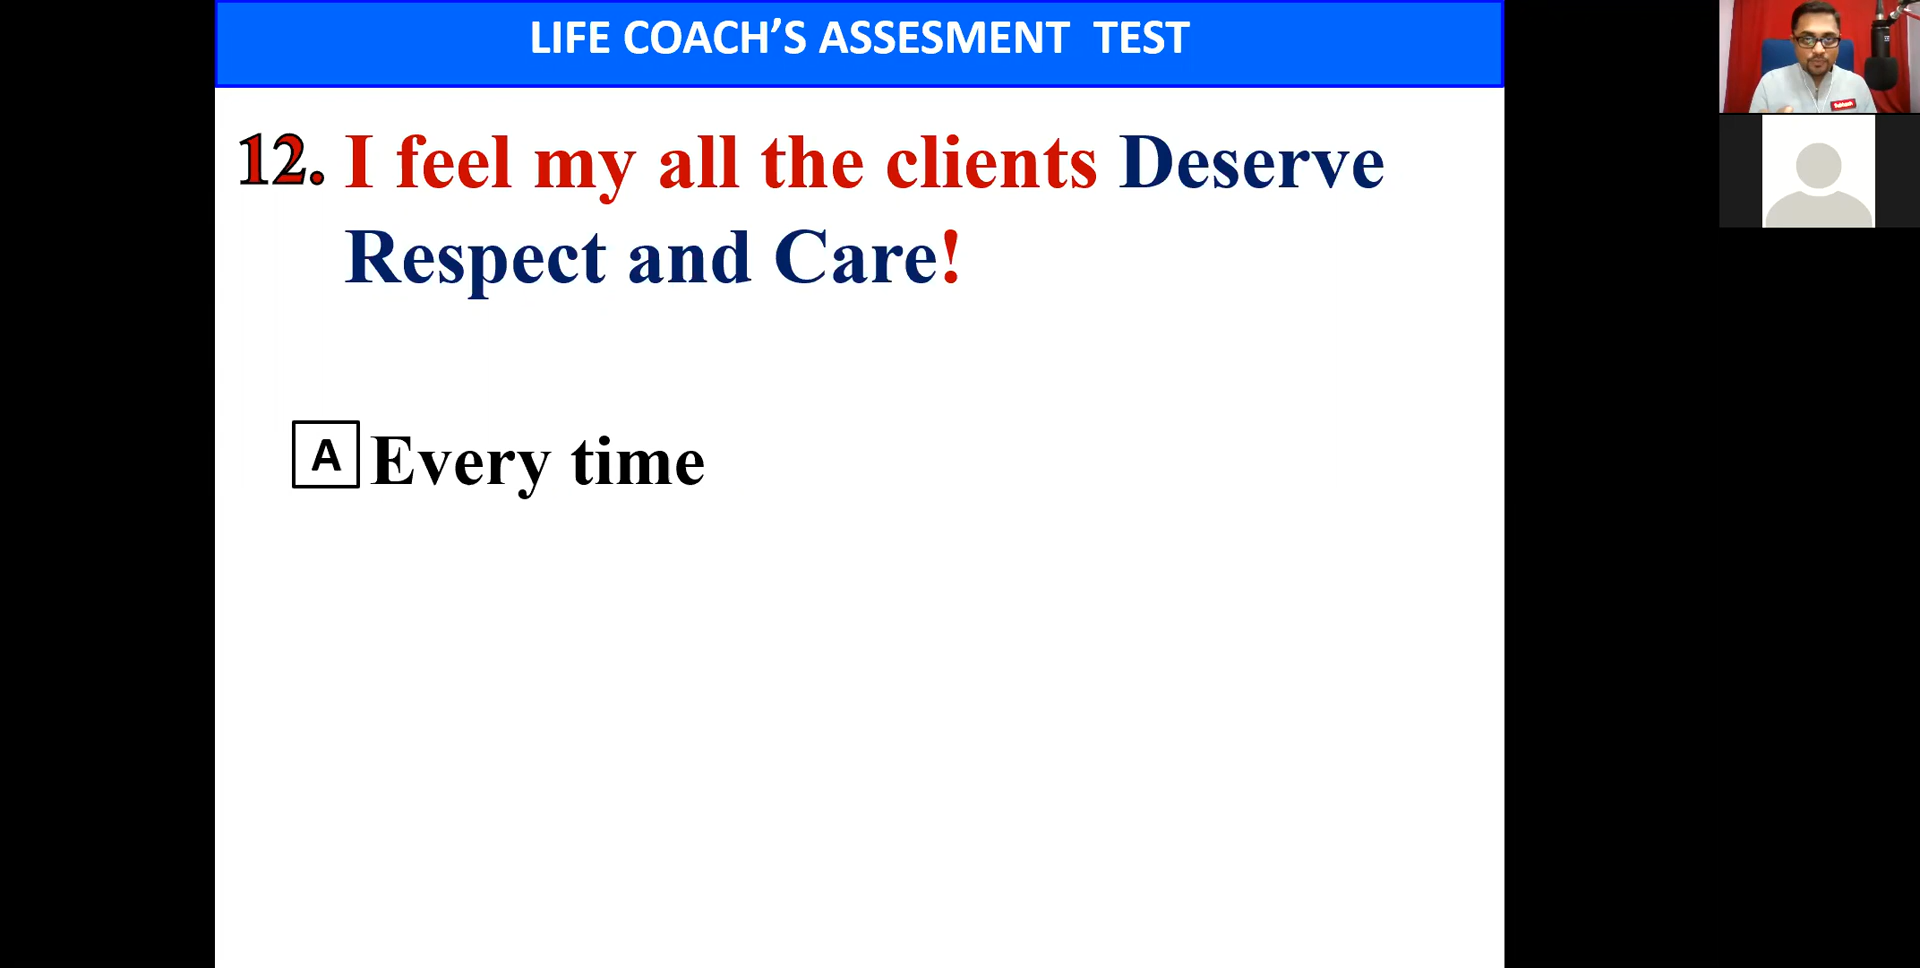 LIFE COACH’S ASSESMENT TEST
12. I feel my all the clients Deserve
Respect and Care!
A Every time